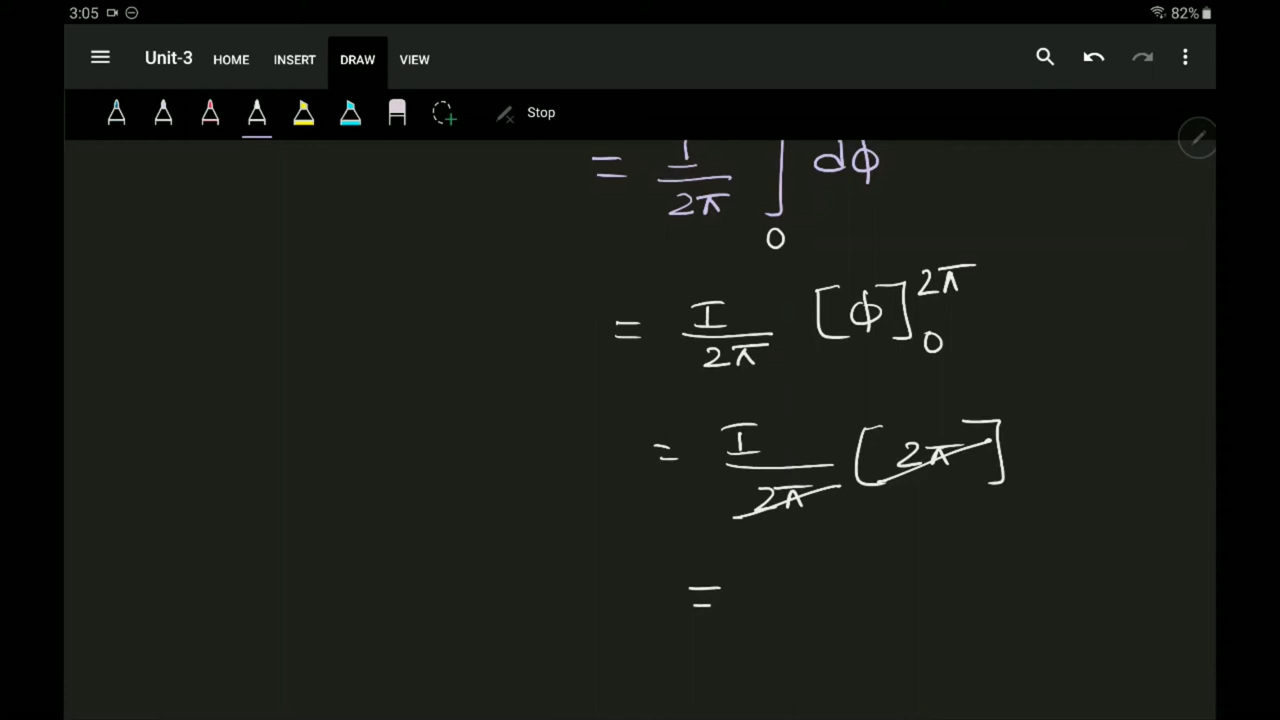 3:05 82%
Unit-3 HOME INSERT DRAW VIEW
Stop
= I/2π ∫₀ dϕ
= I/2π [ϕ]₀^2π
= I/2π [2π]
=